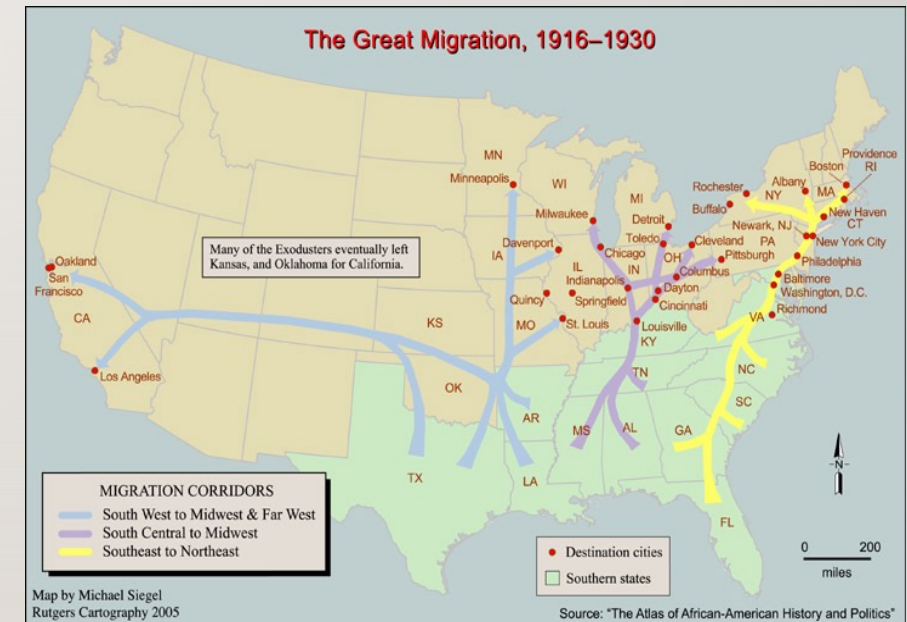 The Great Migration, 1916–1930
MN
Minneapolis
WI
MI
Milwaukee
Detroit
Toledo
Rochester
Buffalo
Albany
NY
Boston
Providence
RI
MA
New Haven
CT
Newark, NJ
New York City
PA
Cleveland
Pittsburgh
Philadelphia
Baltimore
Washington, D.C.
Richmond
Many of the Exodusters eventually left
Kansas, and Oklahoma for California.
Davenport
IA
Chicago
IL
IN
OH
Indianapolis
Columbus
Dayton
Cincinnati
Quincy
Springfield
MO
St. Louis
Louisville
KY
VA
Oakland
San
Francisco
CA
Los Angeles
KS
OK
AR
TN
NC
SC
MS
AL
GA
TX
LA
FL
N
MIGRATION CORRIDORS
South West to Midwest & Far West
South Central to Midwest
Southeast to Northeast
Destination cities
Southern states
0 200
miles
Map by Michael Siegel
Rutgers Cartography 2005
Source: "The Atlas of African-American History and Politics"